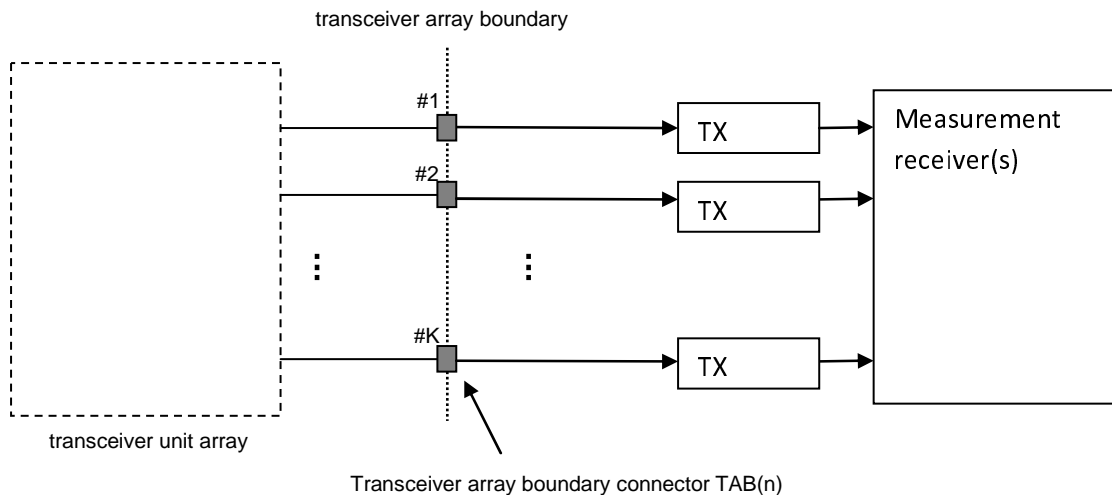 transceiver array boundary
#1
TX
Measurement
receiver(s)
#2
TX
#K
TX
transceiver unit array
Transceiver array boundary connector TAB(n)